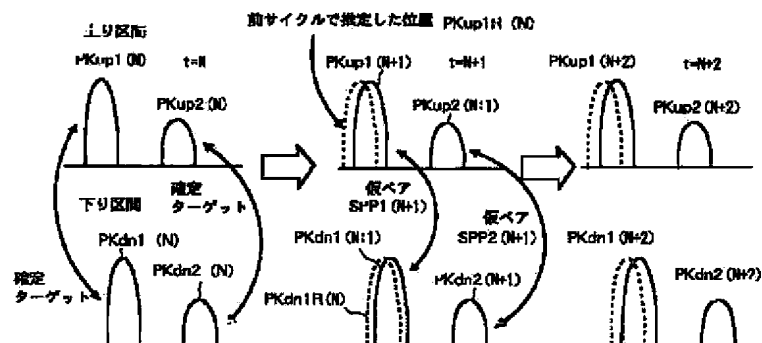 前サイクルで推定した位置 PKup1R (N)
上り区間
PKup1 (N) t=N
PKup2 (N)
PKup1 (N+1) t=N+1
PKup2 (N+1)
PKup1 (N+2) t=N+2
PKup2 (N+2)
下り区間
確定
ターゲット
仮ペア
SPP1 (N+1)
仮ペア
SPP2 (N+1)
PKdn1 (N)
PKdn2 (N)
確定
ターゲット
PKdn1 (N+1)
PKdn1R (N)
PKdn2 (N+1)
PKdn1 (N+2)
PKdn2 (N+2)